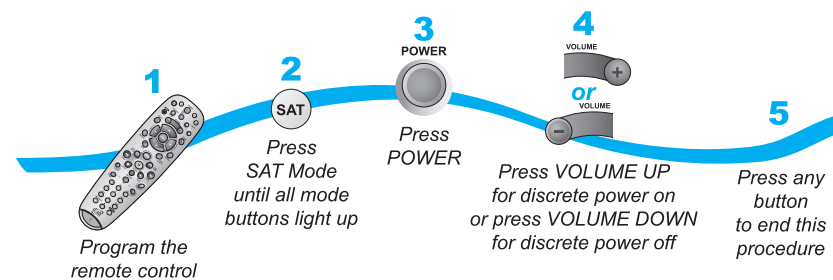 1
Program the
remote control
2
SAT
Press
SAT Mode
until all mode
buttons light up
3
POWER
Press
POWER
4
VOLUME
+
or
VOLUME
−
Press VOLUME UP
for discrete power on
or press VOLUME DOWN
for discrete power off
5
Press any
button
to end this
procedure